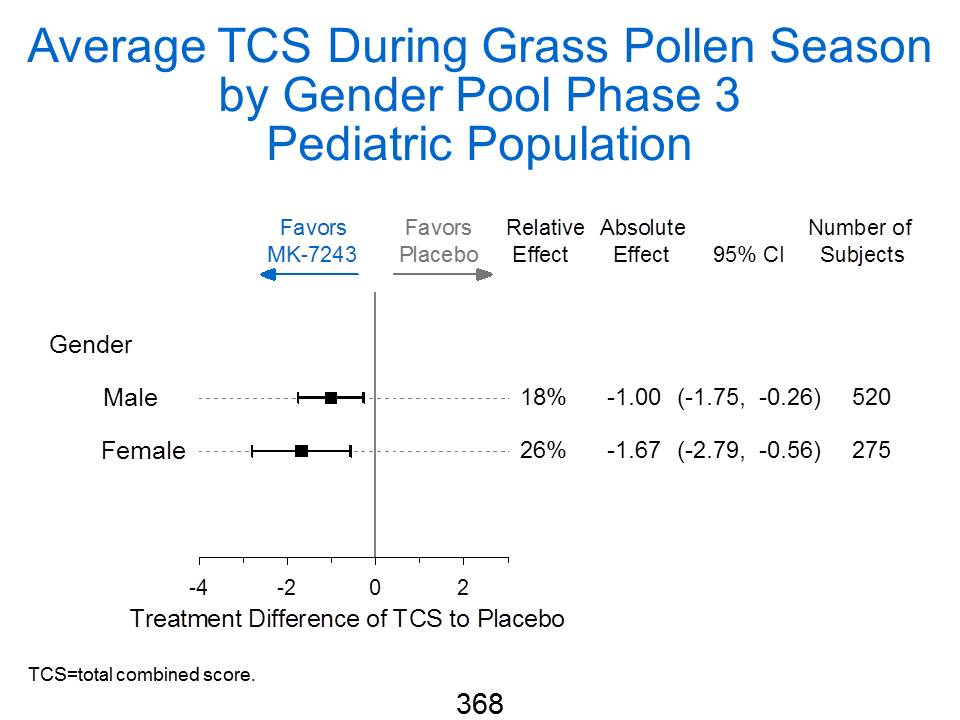 Average TCS During Grass Pollen Season
by Gender Pool Phase 3
Pediatric Population
Favors Favors Relative Absolute Number of
MK-7243 Placebo Effect Effect 95% CI Subjects
Gender
Male 18% -1.00 (-1.75, -0.26) 520
Female 26% -1.67 (-2.79, -0.56) 275
-4 -2 0 2
Treatment Difference of TCS to Placebo
TCS=total combined score.
368